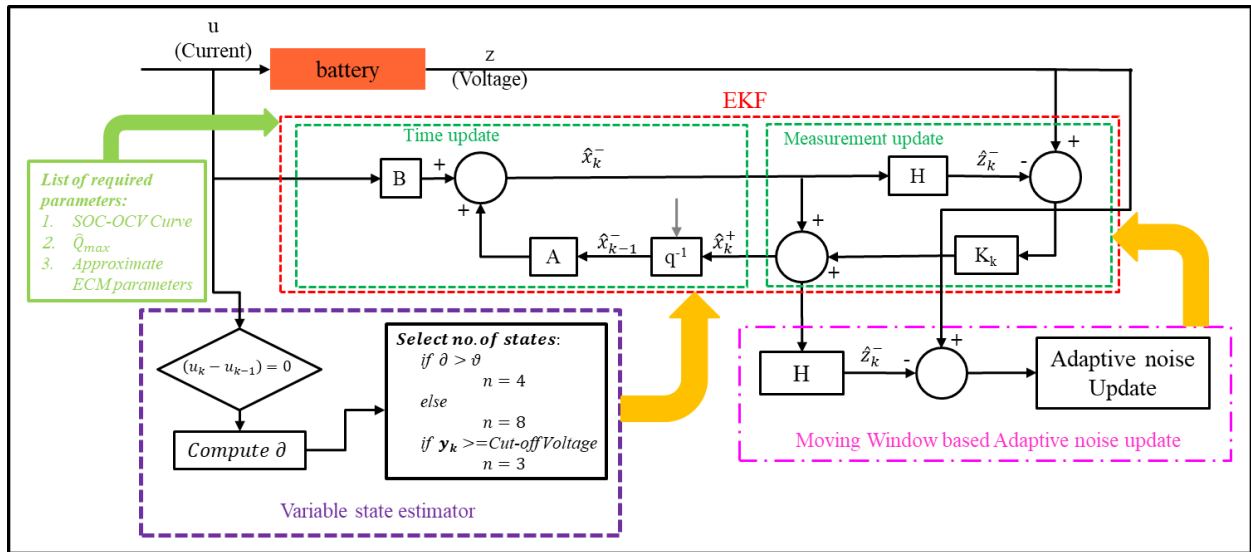 u
(Current)
battery
z
(Voltage)
EKF
Time update
Measurement update
x̂ₖ⁻
ẑₖ⁻
+
-
B
+
H
List of required
parameters:
1. SOC-OCV Curve
2. Q̂ₘₐₓ
3. Approximate
ECM parameters
+
+
A
x̂ₖ₋₁⁻
q⁻¹
x̂ₖ⁺
+
Kₖ
(uₖ − uₖ₋₁) = 0
Compute ∂
Select no. of states:
if ∂ > ϑ
n = 4
else
n = 8
if yₖ >=Cut-offVoltage
n = 3
Variable state estimator
H
ẑₖ⁻
-
+
Adaptive noise
Update
Moving Window based Adaptive noise update